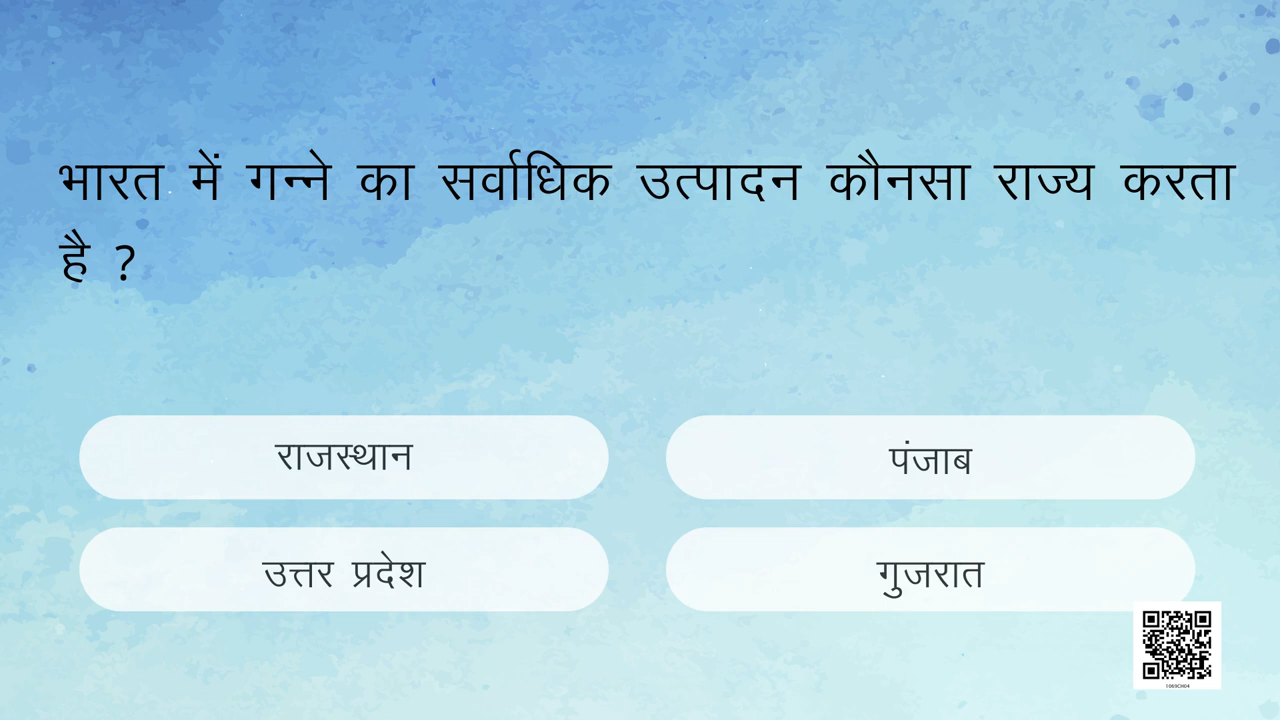 भारत में गन्ने का सर्वाधिक उत्पादन कौनसा राज्य करता
है ?
राजस्थान
पंजाब
उत्तर प्रदेश
गुजरात